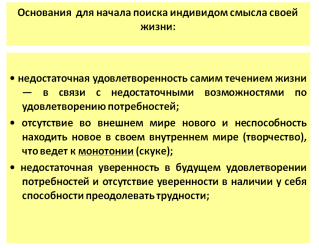 Основания для начала поиска индивидом смысла своей
жизни:
• недостаточная удовлетворенность самим течением жизни
— в связи с недостаточными возможностями по
удовлетворению потребностей;
• отсутствие во внешнем мире нового и неспособность
находить новое в своем внутреннем мире (творчество),
что ведет к монотонии (скуке);
• недостаточная уверенность в будущем удовлетворении
потребностей и отсутствие уверенности в наличии у себя
способности преодолевать трудности;